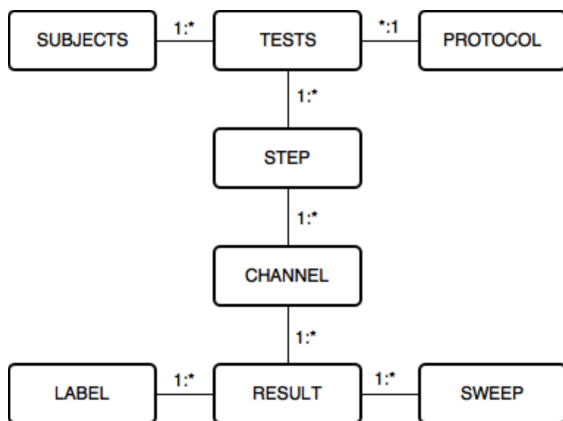 SUBJECTS 1:* TESTS *:1 PROTOCOL
1:*
STEP
1:*
CHANNEL
1:*
LABEL 1:* RESULT 1:* SWEEP